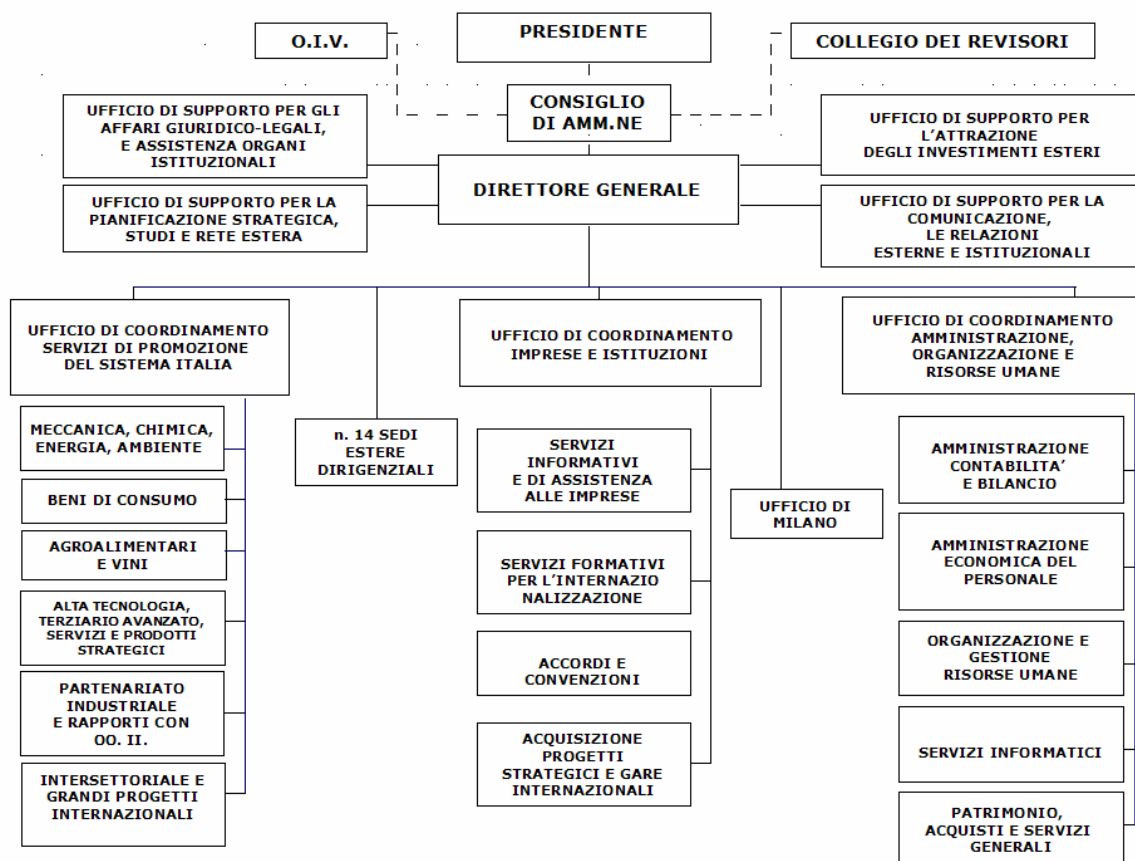 O.I.V.
PRESIDENTE
COLLEGIO DEI REVISORI
CONSIGLIO
DI AMM.NE
UFFICIO DI SUPPORTO PER GLI
AFFARI GIURIDICO-LEGALI,
E ASSISTENZA ORGANI
ISTITUZIONALI
UFFICIO DI SUPPORTO PER
L'ATTRAZIONE
DEGLI INVESTIMENTI ESTERI
DIRETTORE GENERALE
UFFICIO DI SUPPORTO PER LA
PIANIFICAZIONE STRATEGICA,
STUDI E RETE ESTERA
UFFICIO DI SUPPORTO PER LA
COMUNICAZIONE,
LE RELAZIONI
ESTERNE E ISTITUZIONALI
UFFICIO DI COORDINAMENTO
SERVIZI DI PROMOZIONE
DEL SISTEMA ITALIA
UFFICIO DI COORDINAMENTO
IMPRESE E ISTITUZIONI
UFFICIO DI COORDINAMENTO
AMMINISTRAZIONE,
ORGANIZZAZIONE E
RISORSE UMANE
MECCANICA, CHIMICA,
ENERGIA, AMBIENTE
BENI DI CONSUMO
AGROALIMENTARI
E VINI
ALTA TECNOLOGIA,
TERZIARIO AVANZATO,
SERVIZI E PRODOTTI
STRATEGICI
PARTENARIATO
INDUSTRIALE
E RAPPORTI CON
OO. II.
INTERSETTORIALE E
GRANDI PROGETTI
INTERNAZIONALI
n. 14 SEDI
ESTERE
DIRIGENZIALI
SERVIZI
INFORMATIVI
E DI ASSISTENZA
ALLE IMPRESE
SERVIZI FORMATIVI
PER L'INTERNAZIO
NALIZZAZIONE
ACCORDI E
CONVENZIONI
ACQUISIZIONE
PROGETTI
STRATEGICI E GARE
INTERNAZIONALI
UFFICIO DI
MILANO
AMMINISTRAZIONE
CONTABILITA'
E BILANCIO
AMMINISTRAZIONE
ECONOMICA DEL
PERSONALE
ORGANIZZAZIONE E
GESTIONE
RISORSE UMANE
SERVIZI INFORMATICI
PATRIMONIO,
ACQUISTI E SERVIZI
GENERALI